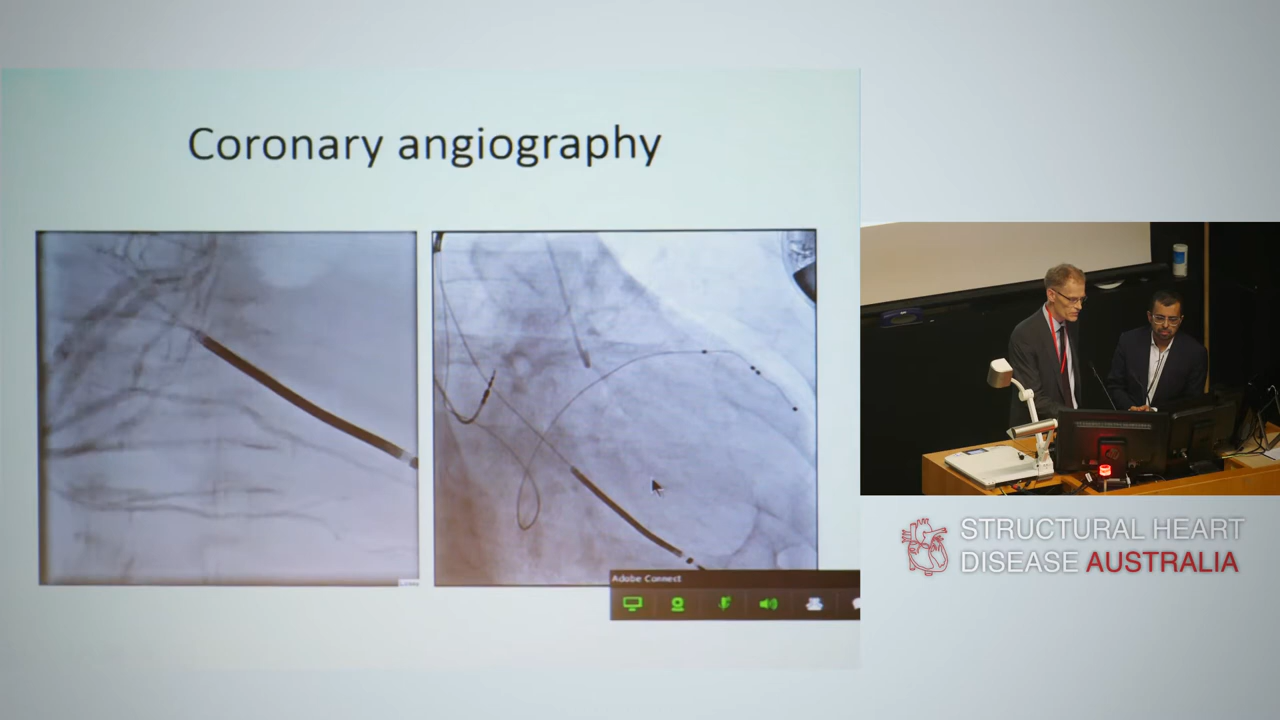 Coronary angiography
Adobe Connect
STRUCTURAL HEART
DISEASE AUSTRALIA